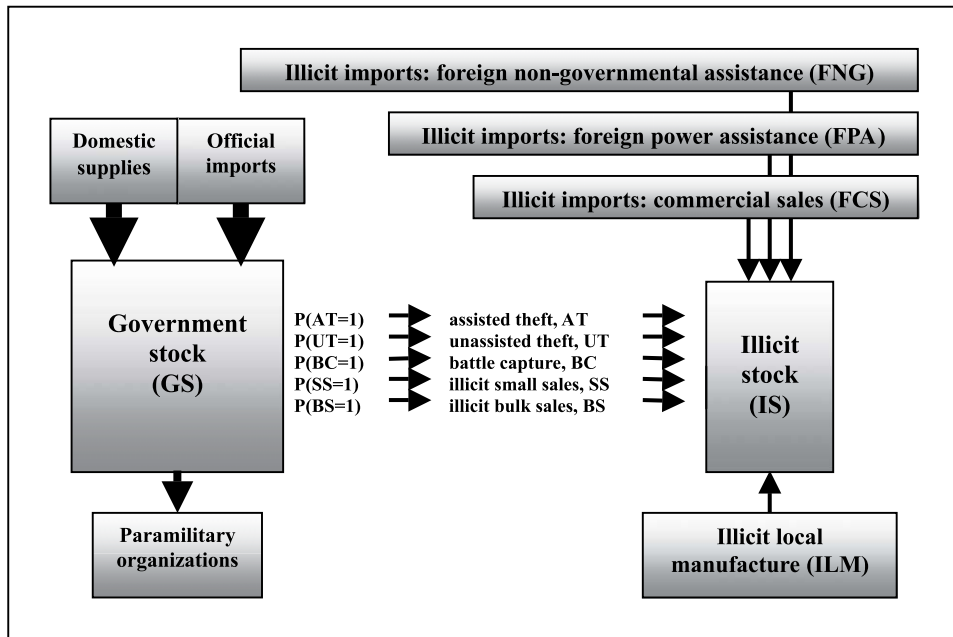 Illicit imports: foreign non-governmental assistance (FNG)
Domestic
supplies
Official
imports
Illicit imports: foreign power assistance (FPA)
Illicit imports: commercial sales (FCS)
Government
stock
(GS)
P(AT=1)
assisted theft, AT
P(UT=1)
unassisted theft, UT
P(BC=1)
battle capture, BC
P(SS=1)
illicit small sales, SS
P(BS=1)
illicit bulk sales, BS
Illicit
stock
(IS)
Paramilitary
organizations
Illicit local
manufacture (ILM)